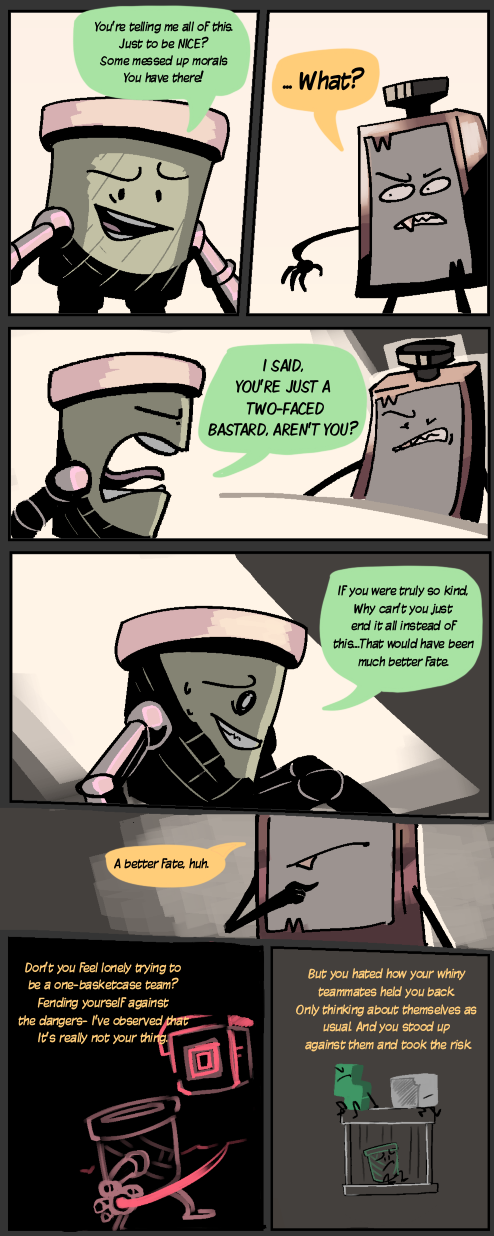 You're telling me all of this.
Just to be NICE?
Some messed up morals
You have there!
... What?
I SAID,
YOU'RE JUST A
TWO-FACED
BASTARD, AREN'T YOU?
If you were truly so kind,
Why can't you just
end it all instead of
this...That would have been
much better Fate.
A better Fate, huh.
Don't you Feel lonely trying to
be a one-basketcase team?
Fending yourself against
the dangers- I've observed that
It's really not your thing.
But you hated how your whiny
teammates held you back.
Only thinking about themselves as
usual. And you stood up
against them and took the risk.